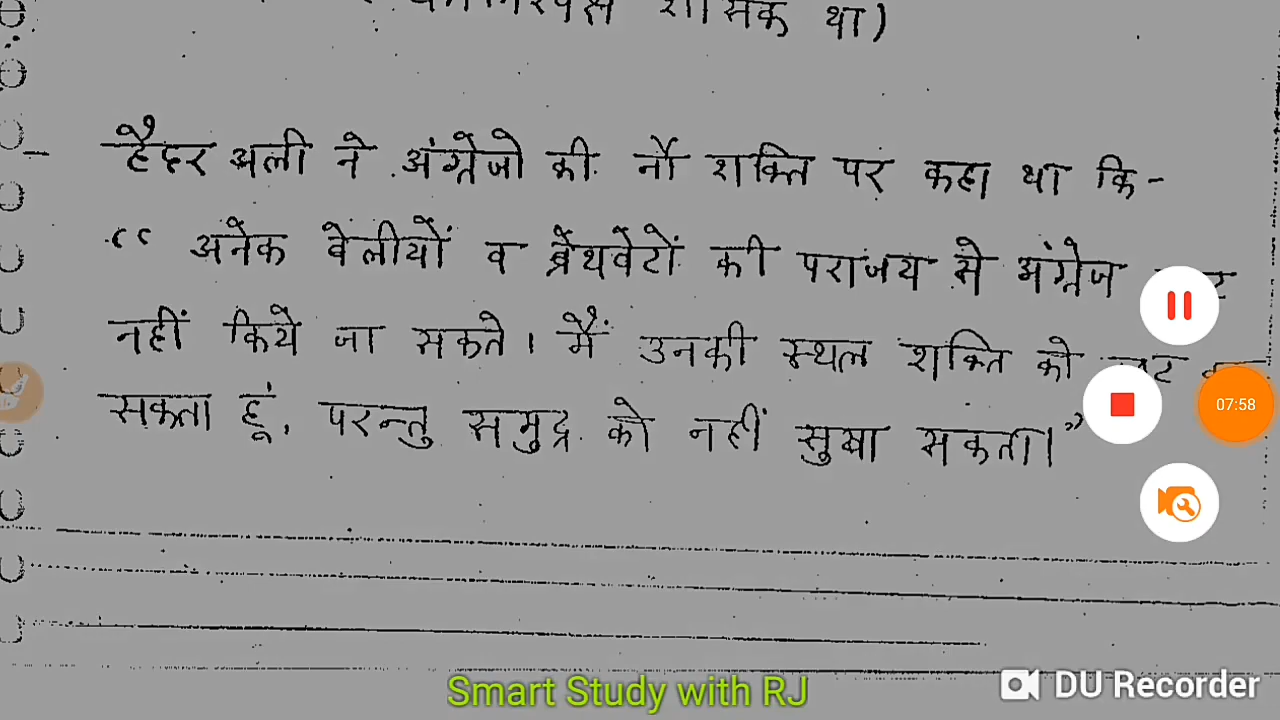 शासिक था)
- हैदर अली ने अंग्रेजो की नौ शक्ति पर कहा था कि -
“ अनेक वेलीयों व ब्रेथवेटों की पराजय से अंग्रेज
नहीं किये जा सकते। मैं उनकी स्थल शक्ति को
सकता हूं, परन्तु समुद्र को नहीं सुखा सकता।”
07:58
Smart Study with RJ
DU Recorder